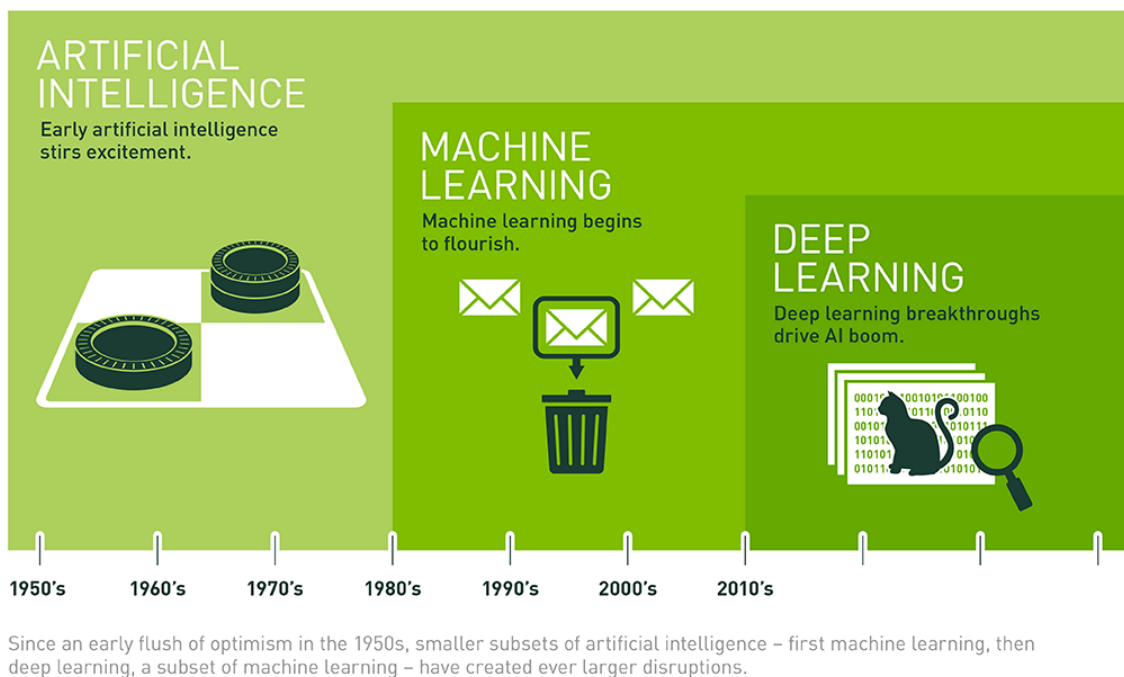 ARTIFICIAL
INTELLIGENCE
Early artificial intelligence
stirs excitement.
MACHINE
LEARNING
Machine learning begins
to flourish.
DEEP
LEARNING
Deep learning breakthroughs
drive AI boom.
1950's
1960's
1970's
1980's
1990's
2000's
2010's
Since an early flush of optimism in the 1950s, smaller subsets of artificial intelligence – first machine learning, then
deep learning, a subset of machine learning – have created ever larger disruptions.